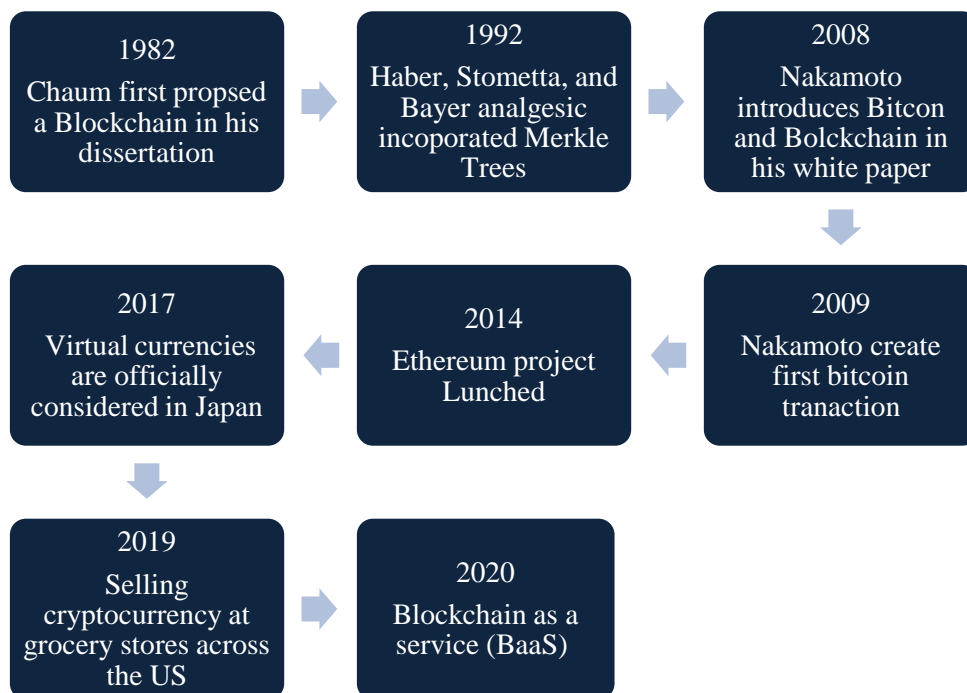 1982
Chaum first propsed
a Blockchain in his
dissertation
1992
Haber, Stometta, and
Bayer analgesic
incoporated Merkle
Trees
2008
Nakamoto
introduces Bitcon
and Bolckchain in
his white paper
2009
Nakamoto create
first bitcoin
tranaction
2014
Ethereum project
Lunched
2017
Virtual currencies
are officially
considered in Japan
2019
Selling
cryptocurrency at
grocery stores across
the US
2020
Blockchain as a
service (BaaS)